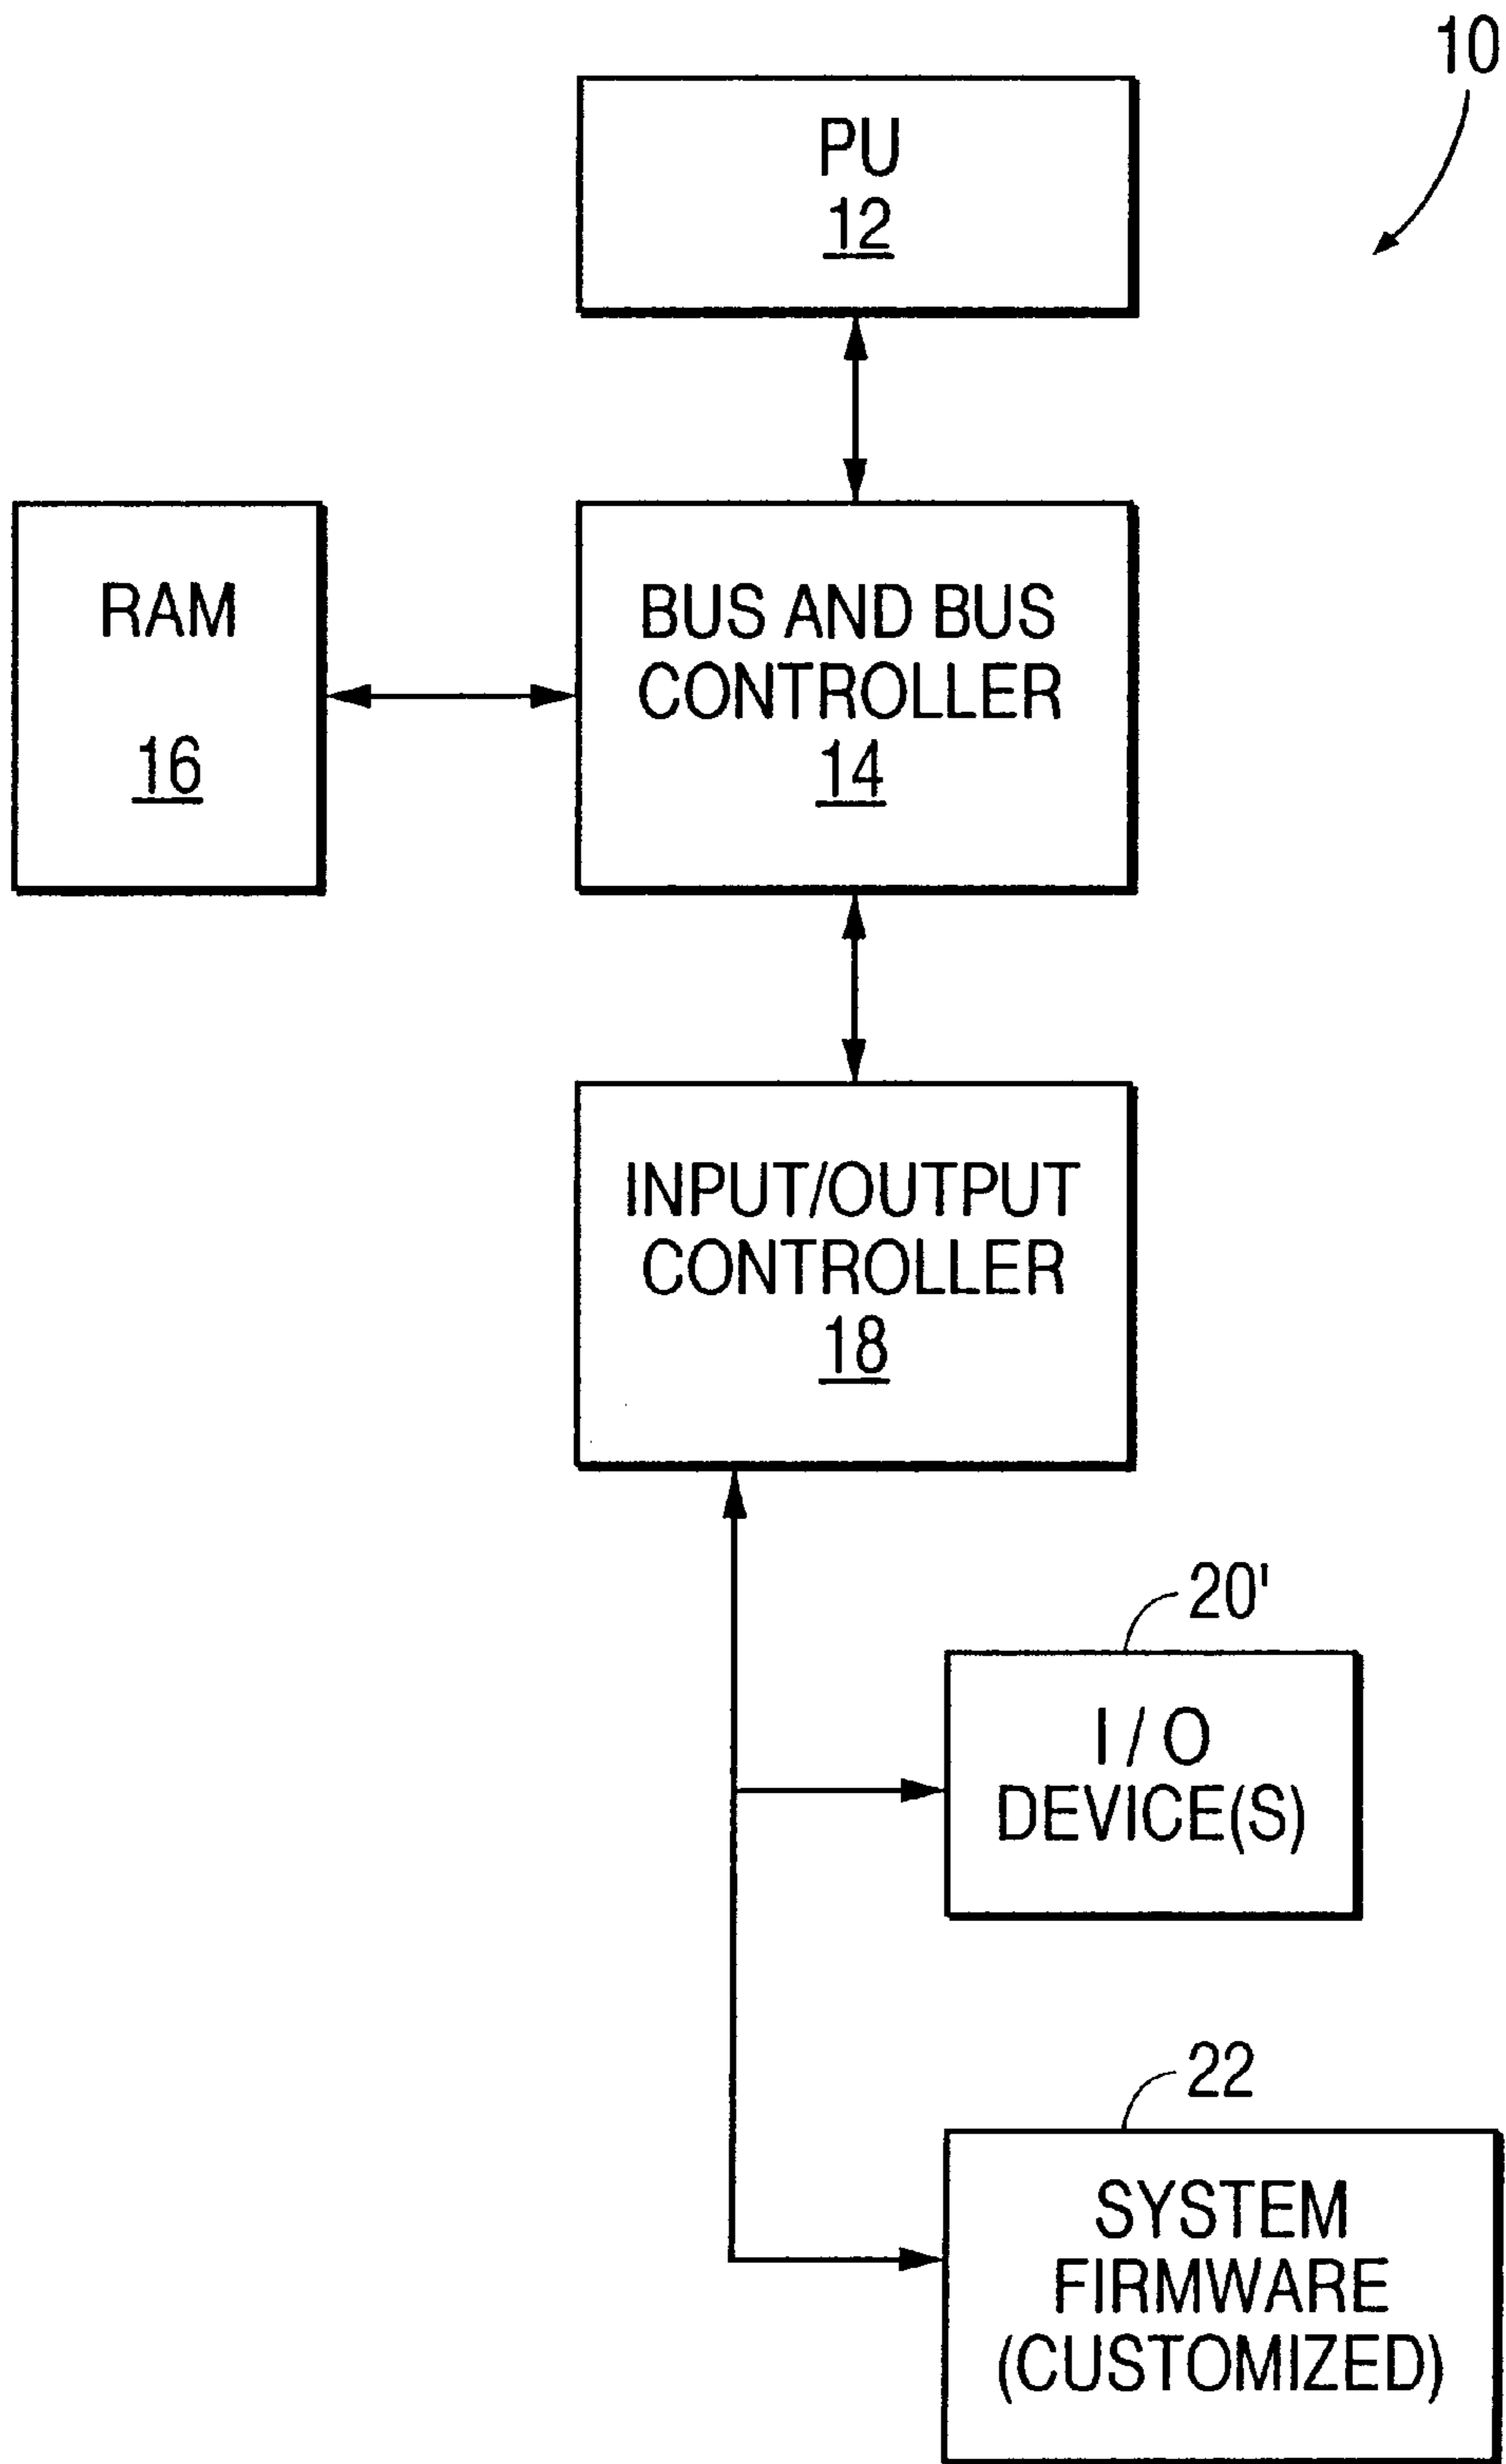 10
PU
12
RAM
16
BUS AND BUS
CONTROLLER
14
INPUT/OUTPUT
CONTROLLER
18
20'
I / O
DEVICE(S)
22
SYSTEM
FIRMWARE
(CUSTOMIZED)